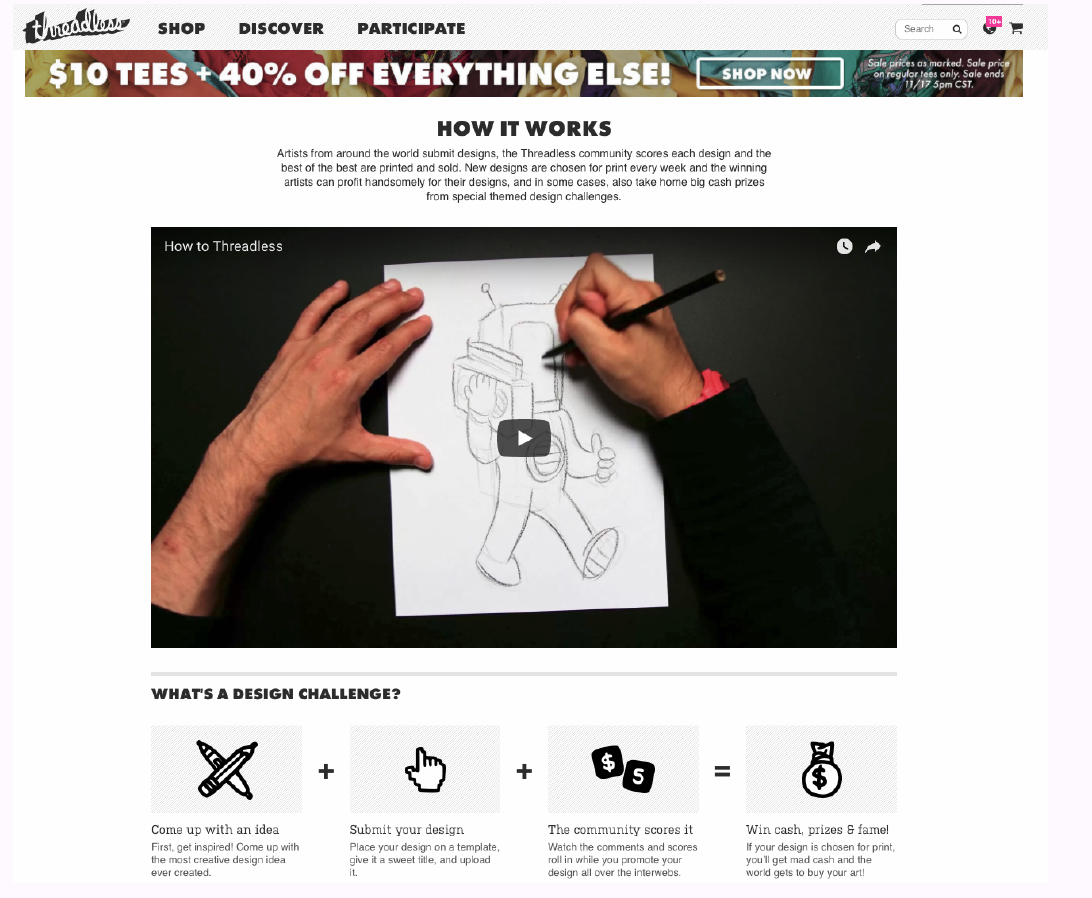 threadless
SHOP DISCOVER PARTICIPATE
Search
10+
$10 TEES + 40% OFF EVERYTHING ELSE!
SHOP NOW
Sale prices as marked. Sale price
on regular tees only. Sale ends
11/17 5pm CST.
HOW IT WORKS
Artists from around the world submit designs, the Threadless community scores each design and the
best of the best are printed and sold. New designs are chosen for print every week and the winning
artists can profit handsomely for their designs, and in some cases, also take home big cash prizes
from special themed design challenges.
How to Threadless
WHAT'S A DESIGN CHALLENGE?
+ + =
$ 5 $
Come up with an idea
First, get inspired! Come up with
the most creative design idea
ever created.
Submit your design
Place your design on a template,
give it a sweet title, and upload
it.
The community scores it
Watch the comments and scores
roll in while you promote your
design all over the interwebs.
Win cash, prizes & fame!
If your design is chosen for print,
you'll get mad cash and the
world gets to buy your art!